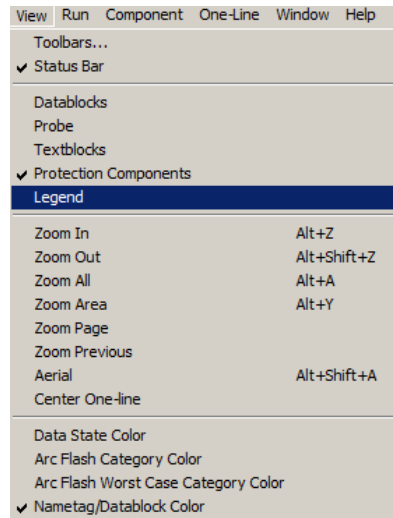 View Run Component One-Line Window Help
Toolbars...
Status Bar
Datablocks
Probe
Textblocks
Protection Components
Legend
Zoom In Alt+Z
Zoom Out Alt+Shift+Z
Zoom All Alt+A
Zoom Area Alt+Y
Zoom Page
Zoom Previous
Aerial Alt+Shift+A
Center One-line
Data State Color
Arc Flash Category Color
Arc Flash Worst Case Category Color
Nametag/Datablock Color